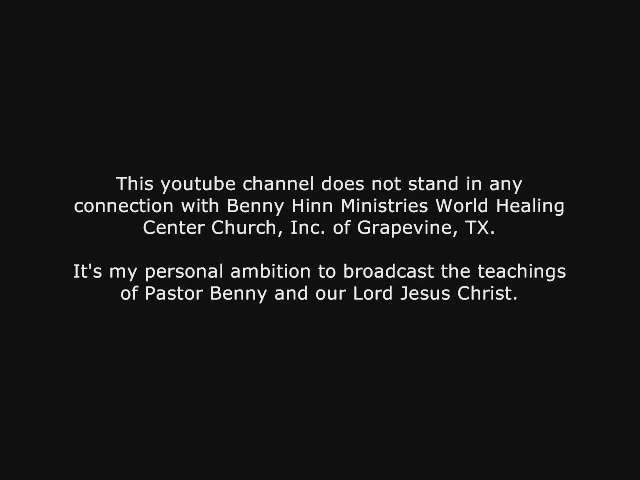 This youtube channel does not stand in any
connection with Benny Hinn Ministries World Healing
Center Church, Inc. of Grapevine, TX.
It's my personal ambition to broadcast the teachings
of Pastor Benny and our Lord Jesus Christ.